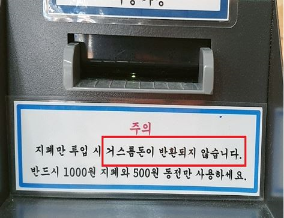 주의
지폐만 투입 시 거스름돈이 반환되지 않습니다.
반드시 1000원 지폐와 500원 동전만 사용하세요.